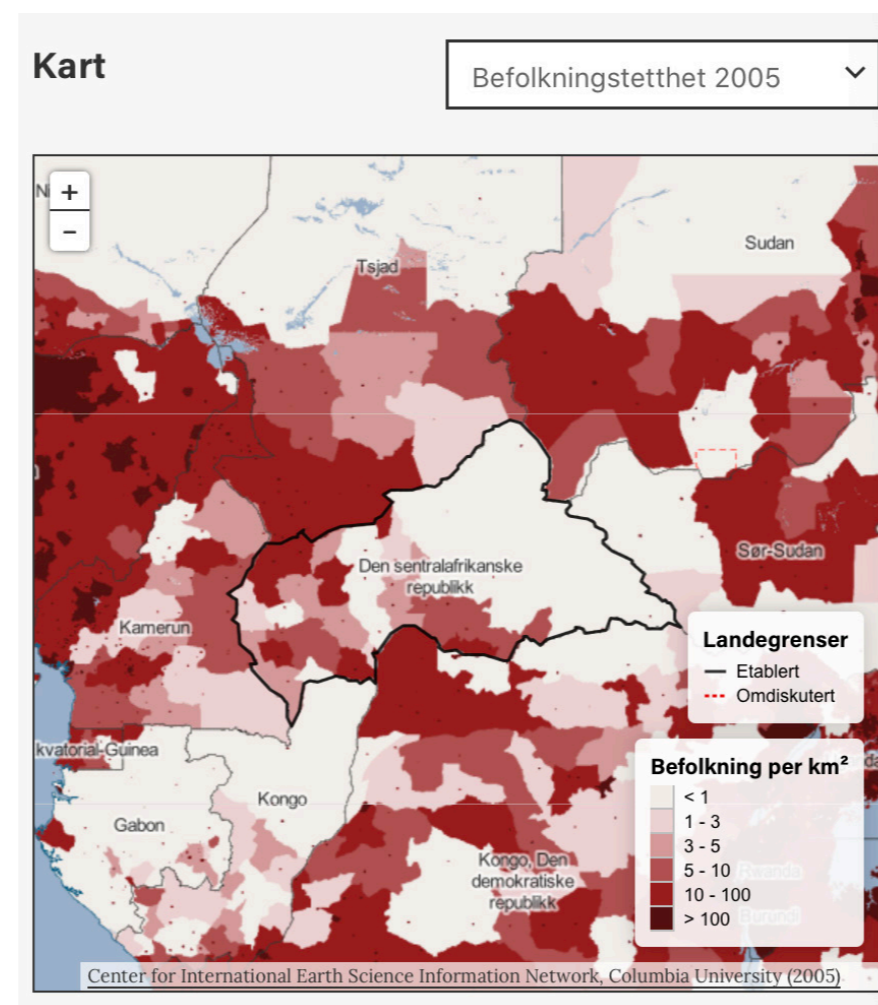 Kart
Befolkningstetthet 2005
+
-
Tsjad
Sudan
Den sentralafrikanske
republikk
Sør-Sudan
Kamerun
Landegrenser
Etablert
Omdiskutert
kvatorial-Guinea
Befolkning per km²
< 1
1 - 3
3 - 5
5 - 10
10 - 100
> 100
Kongo
Gabon
Kongo, Den
demokratiske
republikk
Rwanda
Burundi
Center for International Earth Science Information Network, Columbia University (2005)